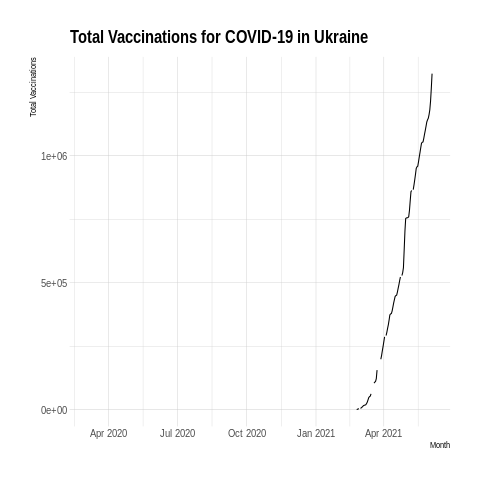 Total Vaccinations for COVID-19 in Ukraine
Total Vaccinations
1e+06
5e+05
0e+00
Apr 2020 Jul 2020 Oct 2020 Jan 2021 Apr 2021
Month